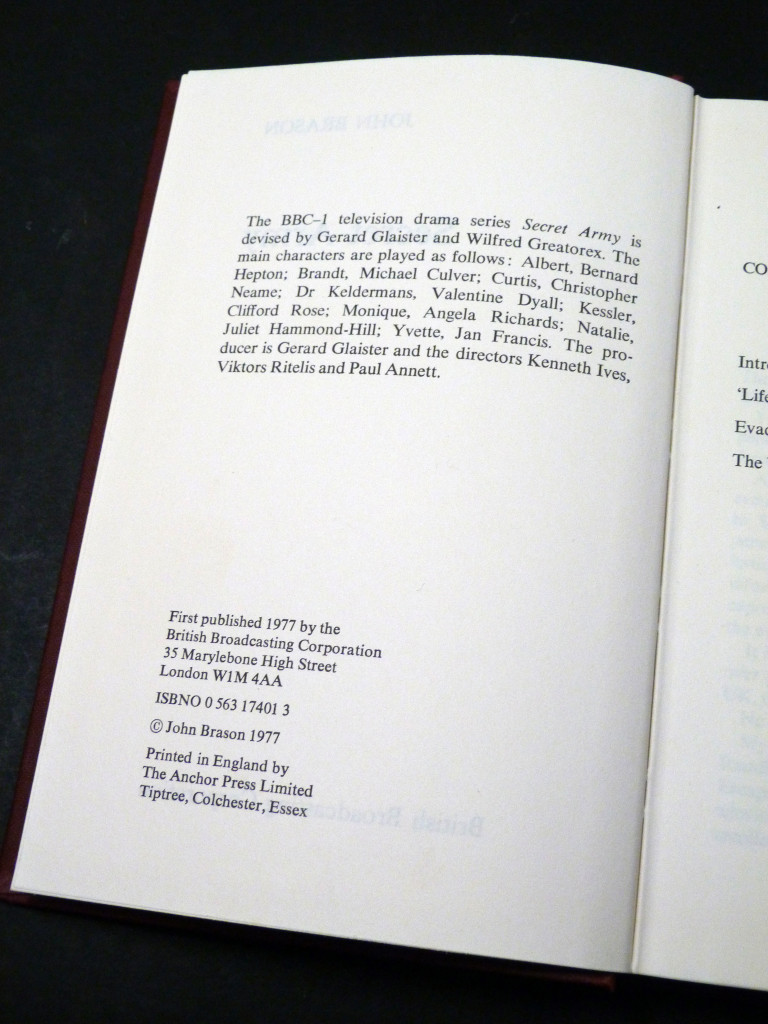 JOHN BRASON
The BBC–1 television drama series Secret Army is
devised by Gerard Glaister and Wilfred Greatorex. The
main characters are played as follows: Albert, Bernard
Hepton; Brandt, Michael Culver; Curtis, Christopher
Neame; Dr Keldermans, Valentine Dyall; Kessler,
Clifford Rose; Monique, Angela Richards; Natalie,
Juliet Hammond-Hill; Yvette, Jan Francis. The pro-
ducer is Gerard Glaister and the directors Kenneth Ives,
Viktors Ritelis and Paul Annett.
First published 1977 by the
British Broadcasting Corporation
35 Marylebone High Street
London W1M 4AA
ISBNO 0 563 17401 3
© John Brason 1977
Printed in England by
The Anchor Press Limited
Tiptree, Colchester, Essex
British Broadcasting
CO
Intr
‘Life
Evac
The